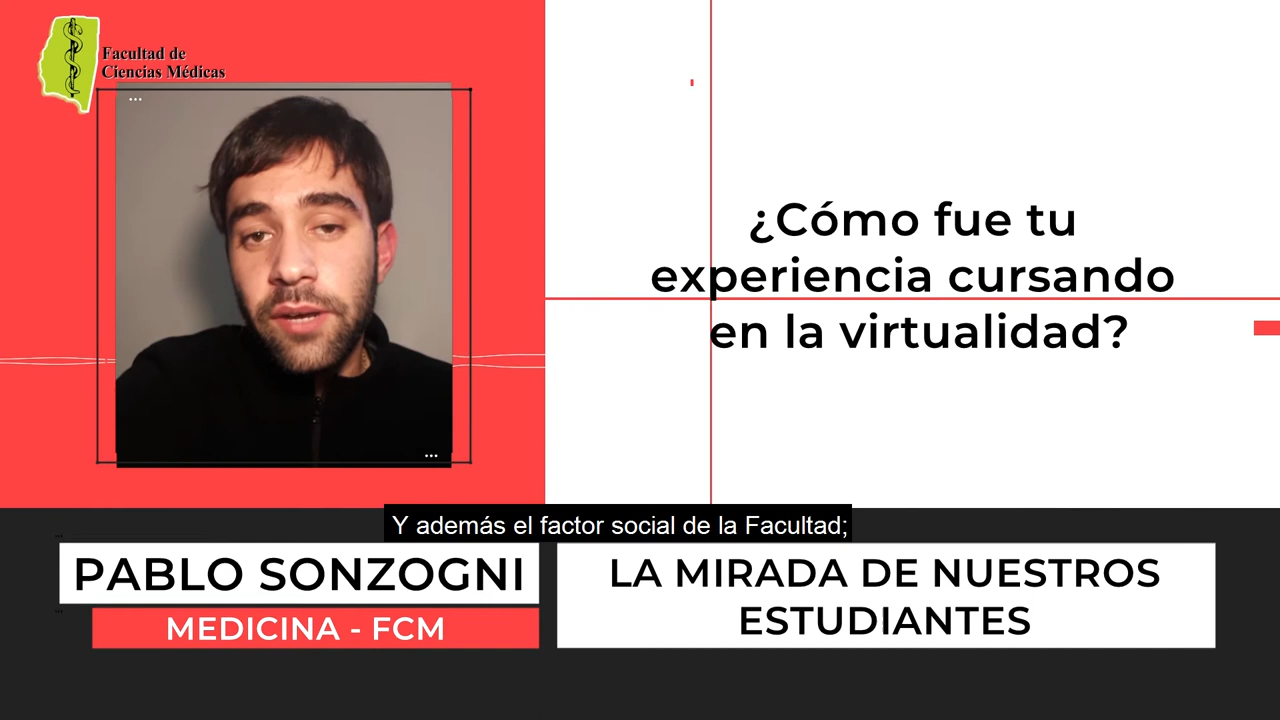 Facultad de
Ciencias Médicas
¿Cómo fue tu
experiencia cursando
en la virtualidad?
Y además el factor social de la Facultad;
PABLO SONZOGNI
MEDICINA - FCM
LA MIRADA DE NUESTROS
ESTUDIANTES